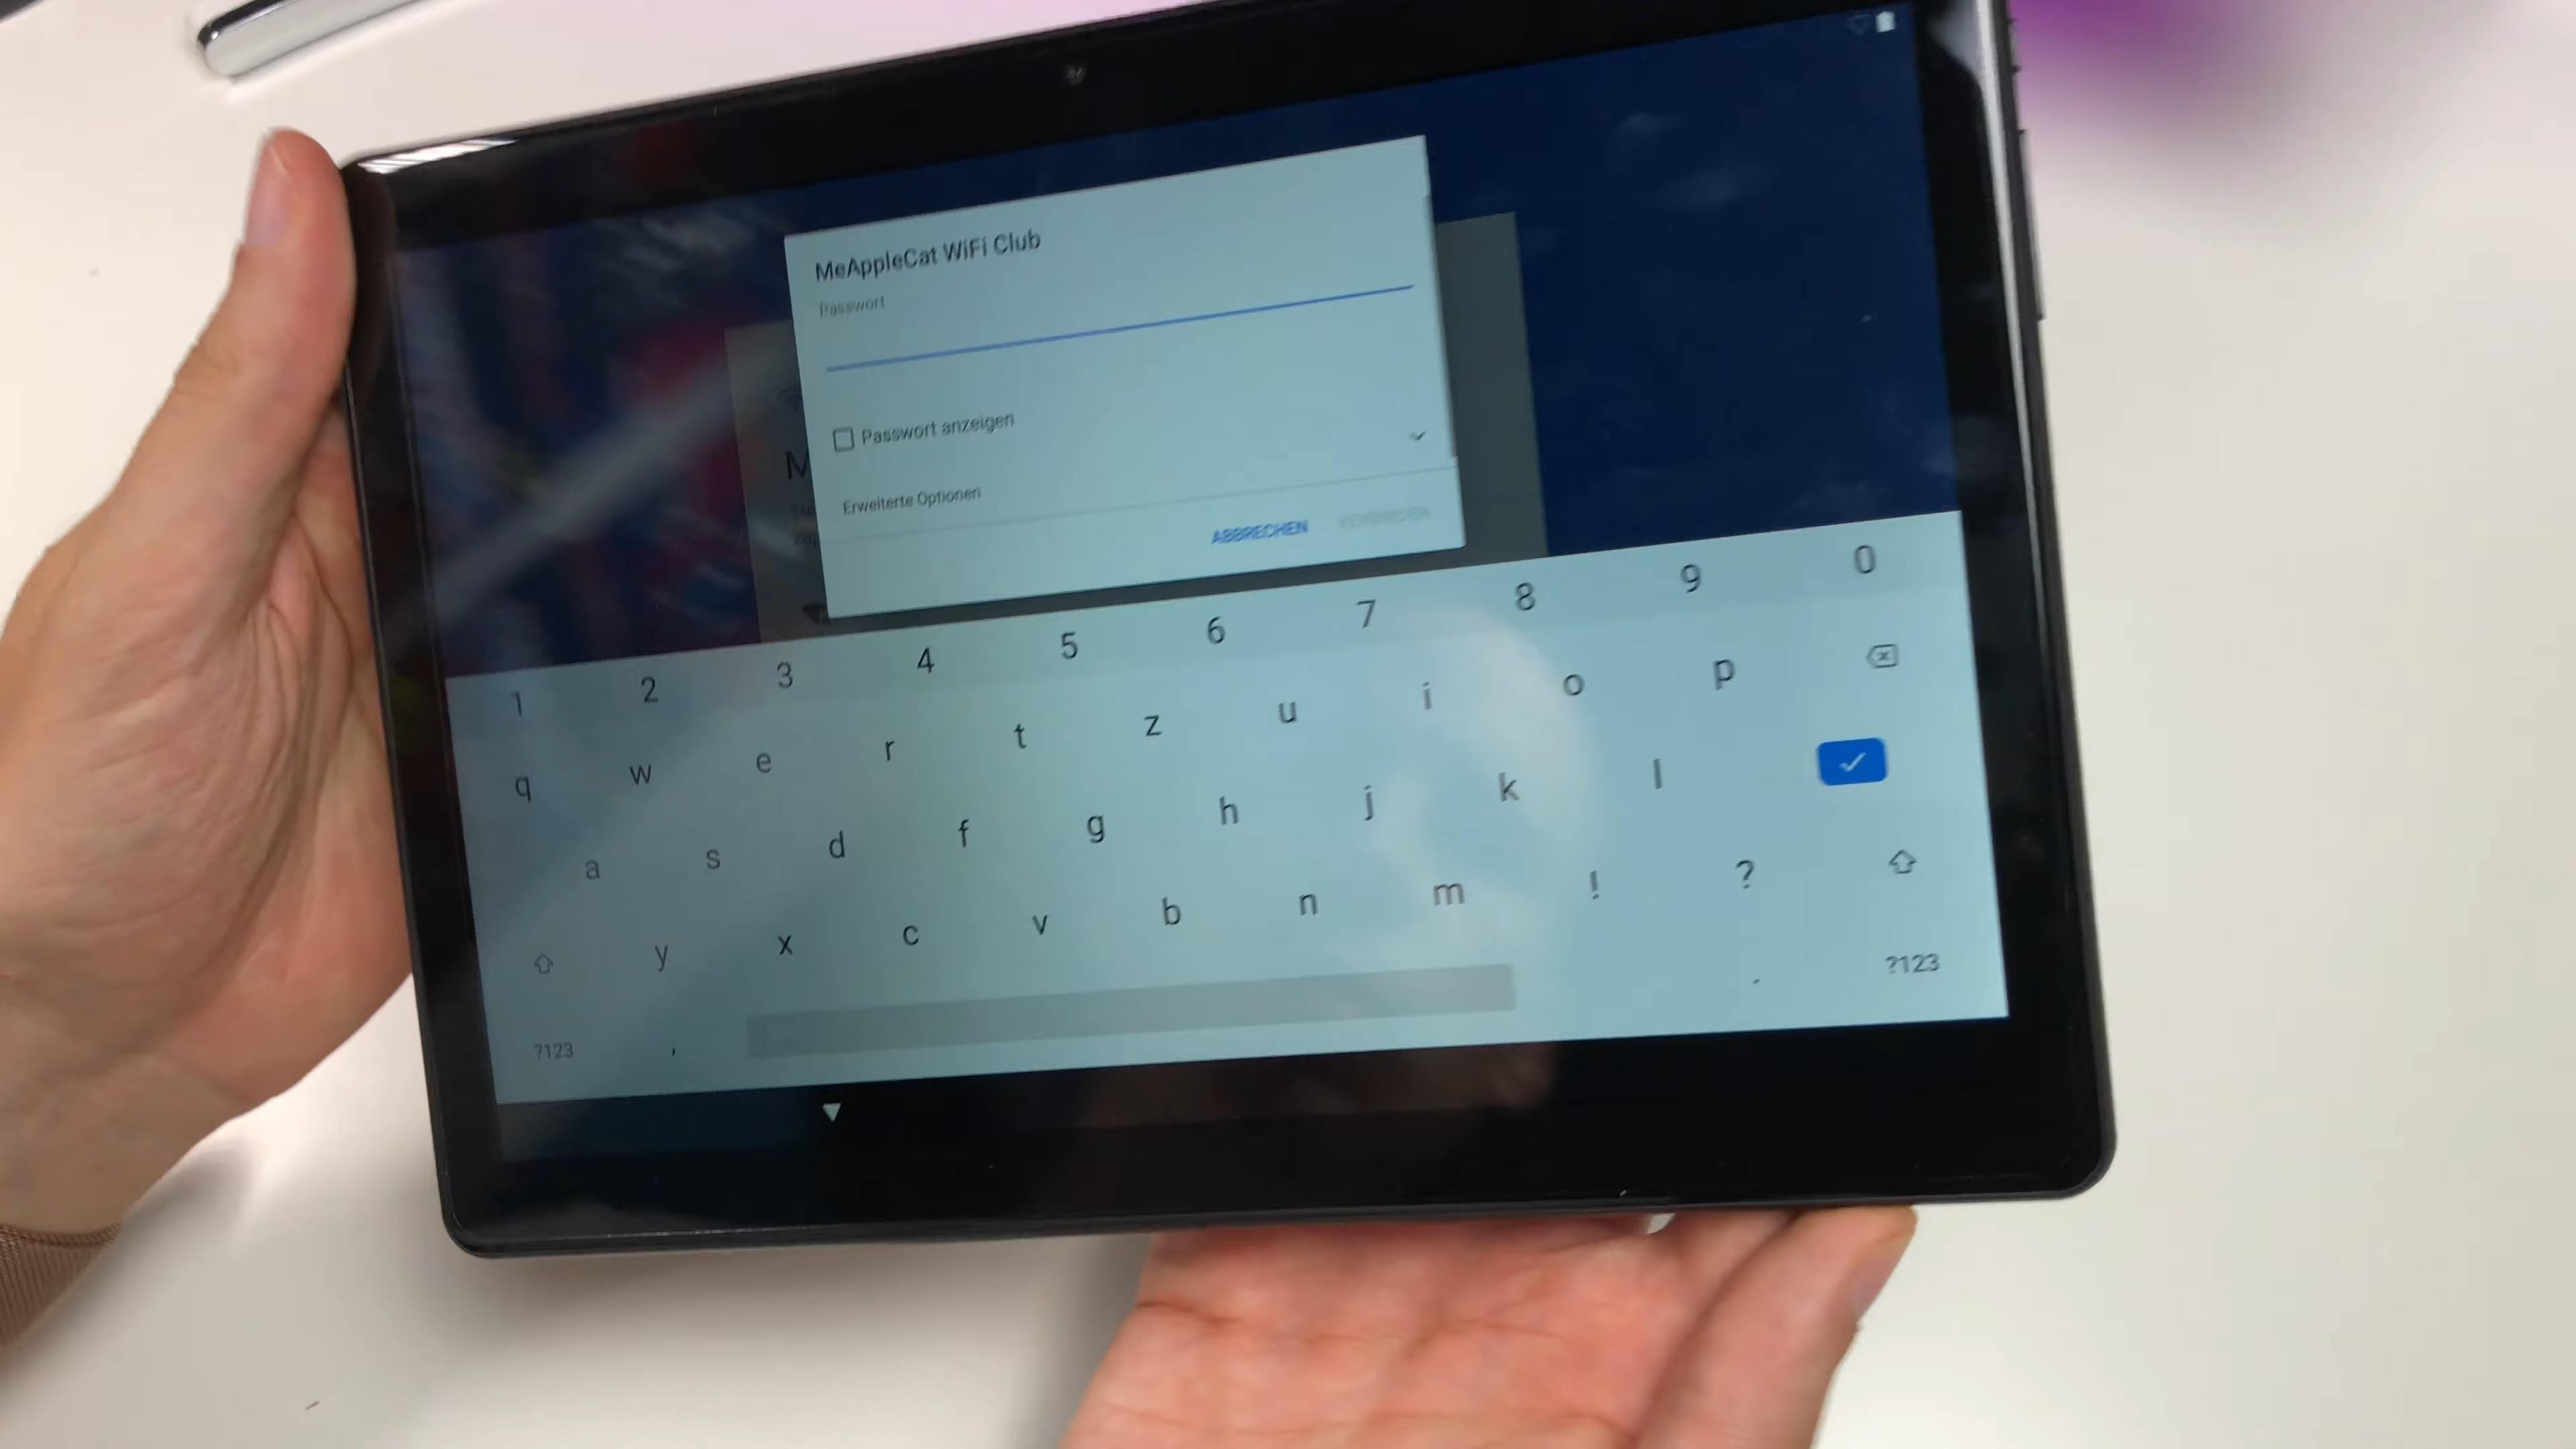 MeAppleCat WiFi Club
Passwort
Passwort anzeigen
Erweiterte Optionen
ABBRECHEN VERBINDEN
1 2 3 4 5 6 7 8 9 0
q w e r t z u i o p
a s d f g h j k l
y x c v b n m ! ?
?123 , . ?123